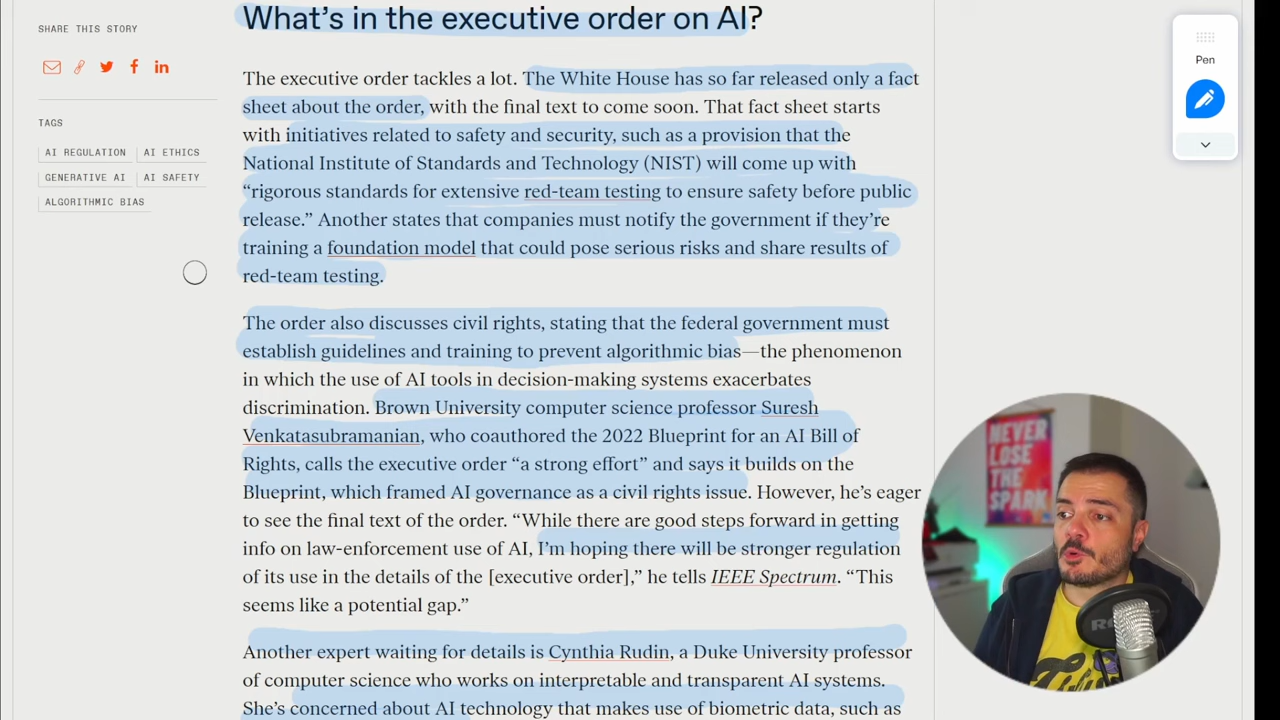 What's in the executive order on AI?
SHARE THIS STORY
TAGS
AI REGULATION
AI ETHICS
GENERATIVE AI
AI SAFETY
ALGORITHMIC BIAS
The executive order tackles a lot. The White House has so far released only a fact
sheet about the order, with the final text to come soon. That fact sheet starts
with initiatives related to safety and security, such as a provision that the
National Institute of Standards and Technology (NIST) will come up with
“rigorous standards for extensive red-team testing to ensure safety before public
release.” Another states that companies must notify the government if they’re
training a foundation model that could pose serious risks and share results of
red-team testing.
The order also discusses civil rights, stating that the federal government must
establish guidelines and training to prevent algorithmic bias—the phenomenon
in which the use of AI tools in decision-making systems exacerbates
discrimination. Brown University computer science professor Suresh
Venkatasubramanian, who coauthored the 2022 Blueprint for an AI Bill of
Rights, calls the executive order “a strong effort” and says it builds on the
Blueprint, which framed AI governance as a civil rights issue. However, he’s eager
to see the final text of the order. “While there are good steps forward in getting
info on law-enforcement use of AI, I’m hoping there will be stronger regulation
of its use in the details of the [executive order],” he tells IEEE Spectrum. “This
seems like a potential gap.”
Another expert waiting for details is Cynthia Rudin, a Duke University professor
of computer science who works on interpretable and transparent AI systems.
She’s concerned about AI technology that makes use of biometric data, such as
Pen
NEVER
LOSE
THE
SPARK